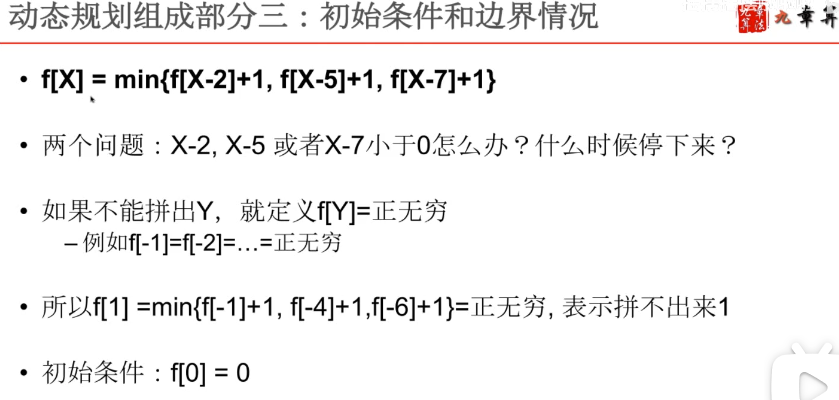 动态规划组成部分三：初始条件和边界情况
九章算
• f[X] = min{f[X-2]+1, f[X-5]+1, f[X-7]+1}
• 两个问题：X-2, X-5 或者X-7小于0怎么办？什么时候停下来？
• 如果不能拼出Y，就定义f[Y]=正无穷
– 例如f[-1]=f[-2]=…=正无穷
• 所以f[1] =min{f[-1]+1, f[-4]+1,f[-6]+1}=正无穷, 表示拼不出来1
• 初始条件：f[0] = 0